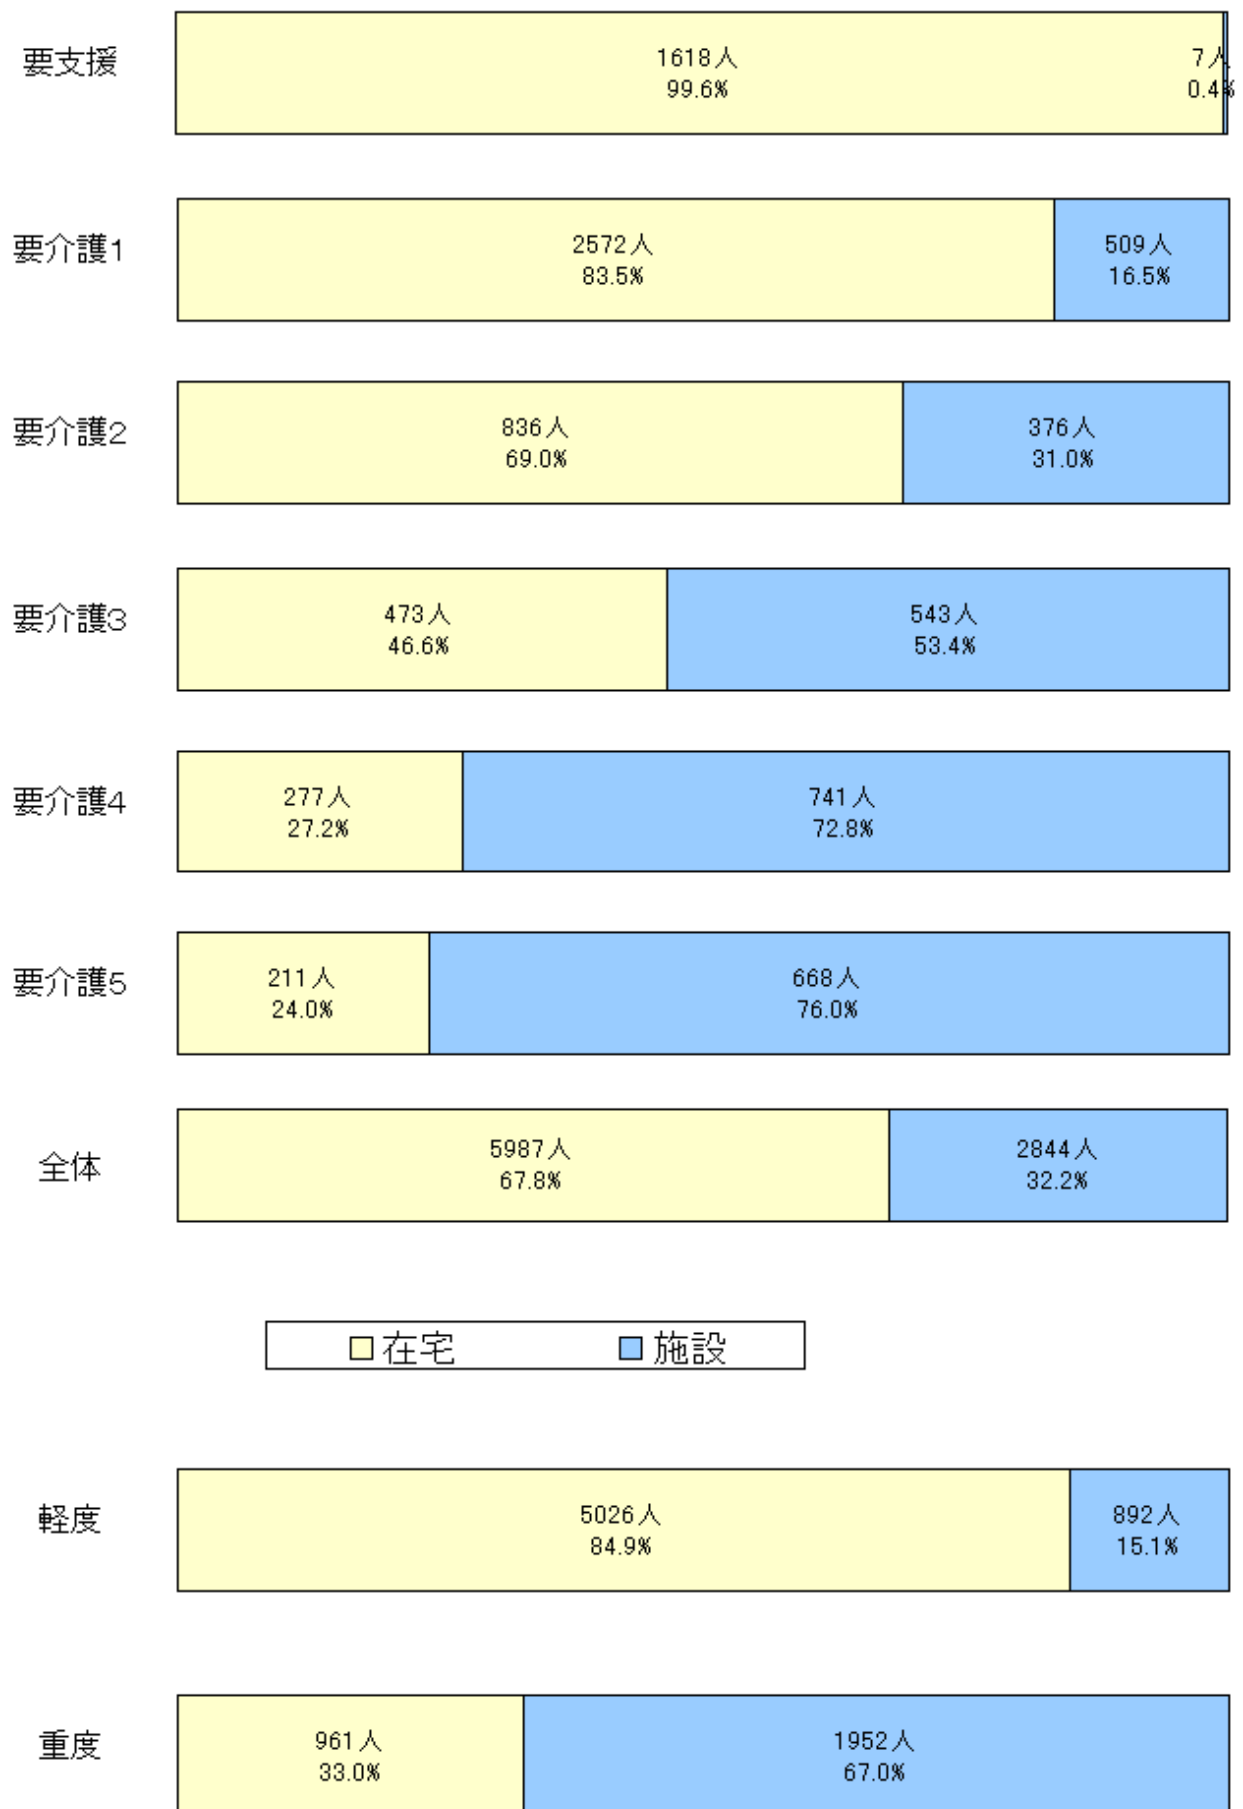 要支援
1618人 7人
99.6% 0.4%
要介護1
2572人 509人
83.5% 16.5%
要介護2
836人 376人
69.0% 31.0%
要介護3
473人 543人
46.6% 53.4%
要介護4
277人 741人
27.2% 72.8%
要介護5
211人 668人
24.0% 76.0%
全体
5987人 2844人
67.8% 32.2%
在宅 施設
軽度
5026人 892人
84.9% 15.1%
重度
961人 1952人
33.0% 67.0%